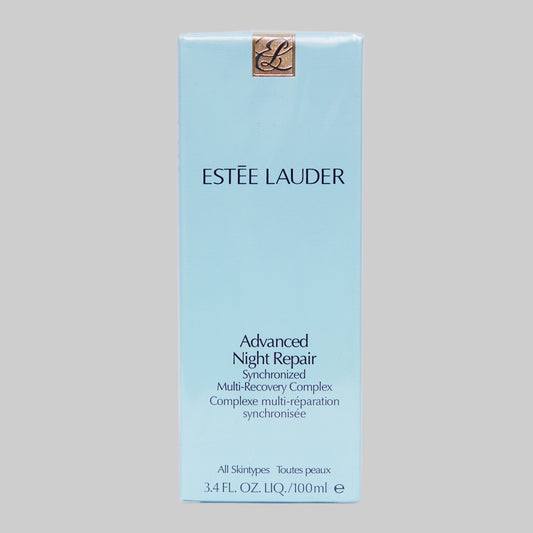 EL
ESTĒE LAUDER
Advanced
Night Repair
Synchronized
Multi-Recovery Complex
Complexe multi-réparation
synchronisée
All Skintypes Toutes peaux
3.4 FL. OZ. LIQ./100ml ℮